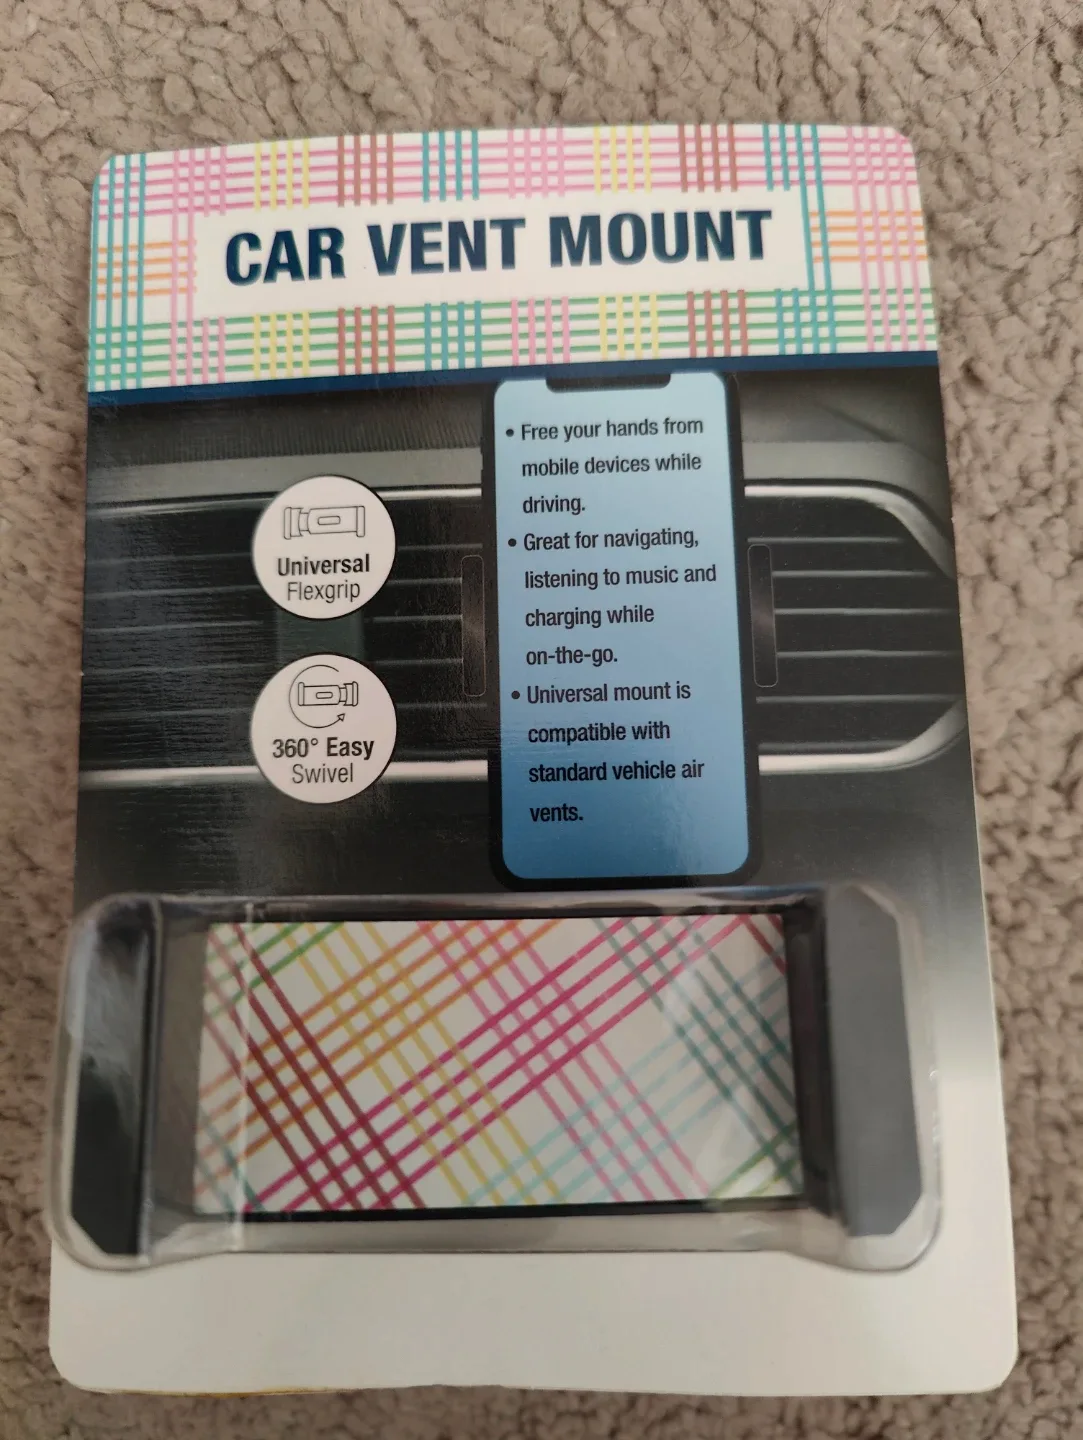 CAR VENT MOUNT
• Free your hands from
mobile devices while
driving.
• Great for navigating,
listening to music and
charging while
on-the-go.
• Universal mount is
compatible with
standard vehicle air
vents.
Universal
Flexgrip
360° Easy
Swivel